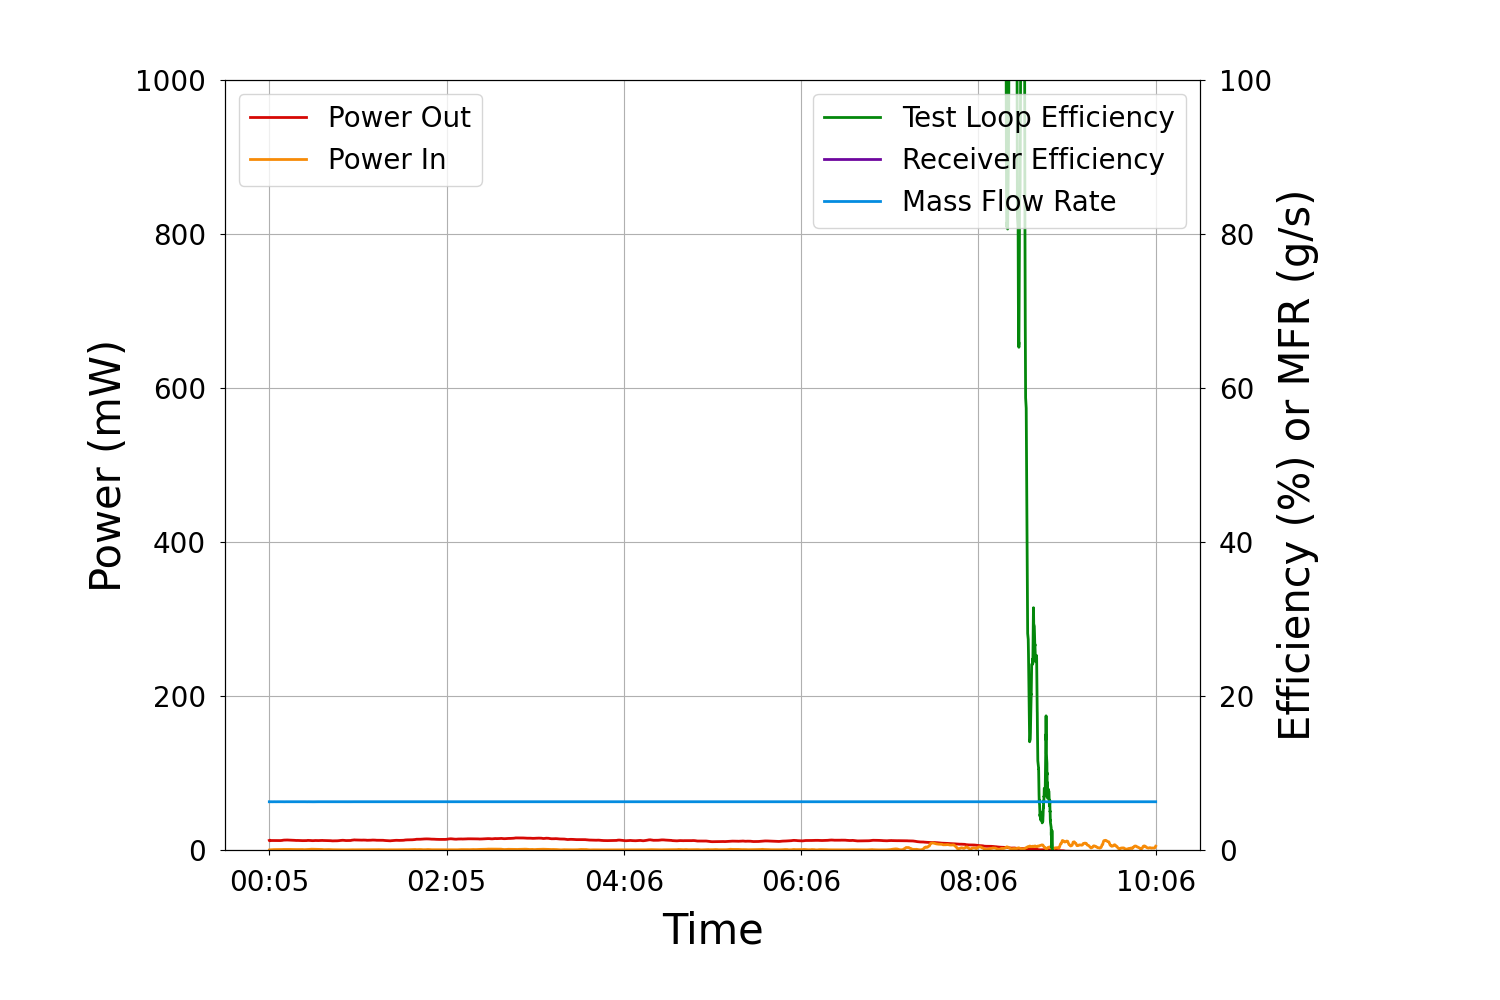 Power Out
Power In
Test Loop Efficiency
Receiver Efficiency
Mass Flow Rate
1000
800
600
400
200
0
100
80
60
40
20
0
Power (mW)
Efficiency (%) or MFR (g/s)
00:05 02:05 04:06 06:06 08:06 10:06
Time